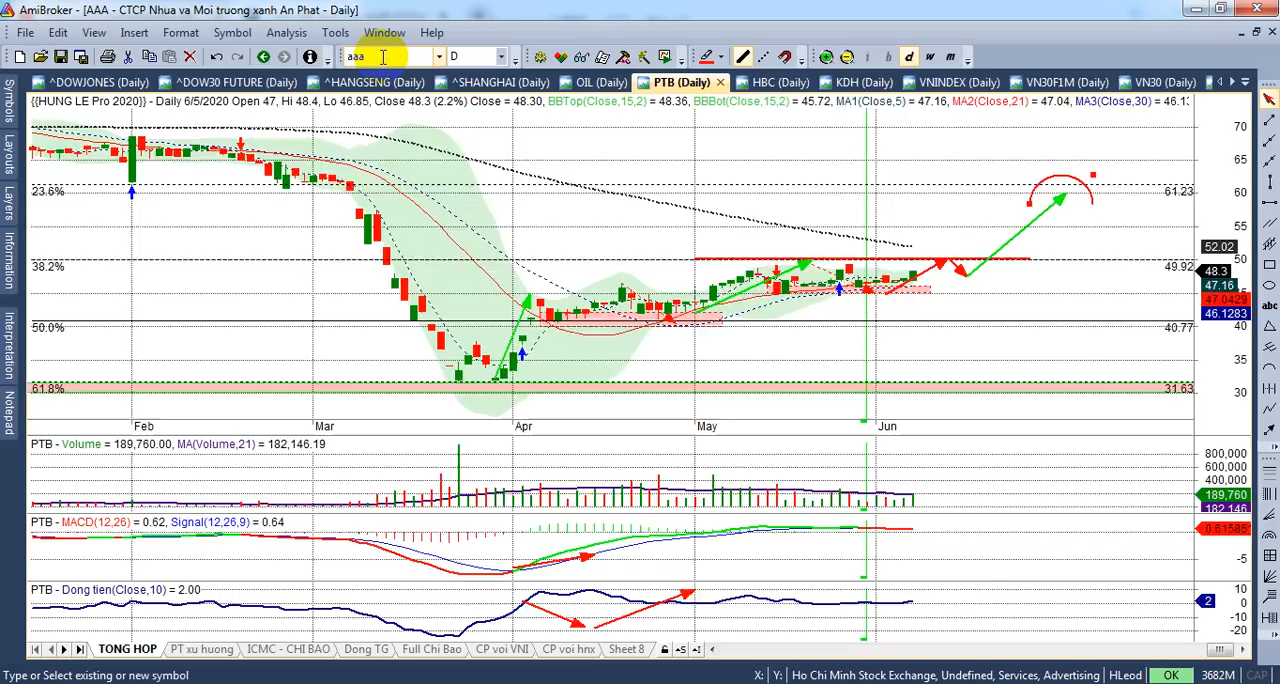 AmiBroker - [AAA - CTCP Nhua va Moi truong xanh An Phat - Daily]
File Edit View Insert Format Symbol Analysis Tools Window Help
aaa D i h d w m
^DOWJONES (Daily) ^DOW30 FUTURE (Daily) ^HANGSENG (Daily) ^SHANGHAI (Daily) OIL (Daily) PTB (Daily) HBC (Daily) KDH (Daily) VNINDEX (Daily) VN30F1M (Daily) VN30 (Daily)
{{HUNG LE Pro 2020}} - Daily 6/5/2020 Open 47, Hi 48.4, Lo 46.85, Close 48.3 (2.2%) Close = 48.30, BBTop(Close,15,2) = 48.36, BBBot(Close,15,2) = 45.72, MA1(Close,5) = 47.16, MA2(Close,21) = 47.04, MA3(Close,30) = 46.13
Symbols
Layouts
Layers
Information
Interpretation
Notepad
70
65
23.6% 61.23
60
55
52.02
50
38.2% 49.92
48.3
47.16
47.0429
46.1283
45
50.0% 40.77
40
35
61.8% 31.63
30
abc
Feb Mar Apr May Jun
PTB - Volume = 189,760.00, MA(Volume,21) = 182,146.19
800,000
600,000
400,000
189,760
182,146
PTB - MACD(12,26) = 0.62, Signal(12,26,9) = 0.64
0.61585
-5
PTB - Dong tien(Close,10) = 2.00
10
2
0
-10
-20
TONG HOP PT xu huong ICMC - CHI BAO Dong TG Full Chi Bao CP voi VNI CP voi hnx Sheet 8
Type or Select existing or new symbol X: Y: Ho Chi Minh Stock Exchange, Undefined, Services, Advertising HLeod OK 3682M CAP